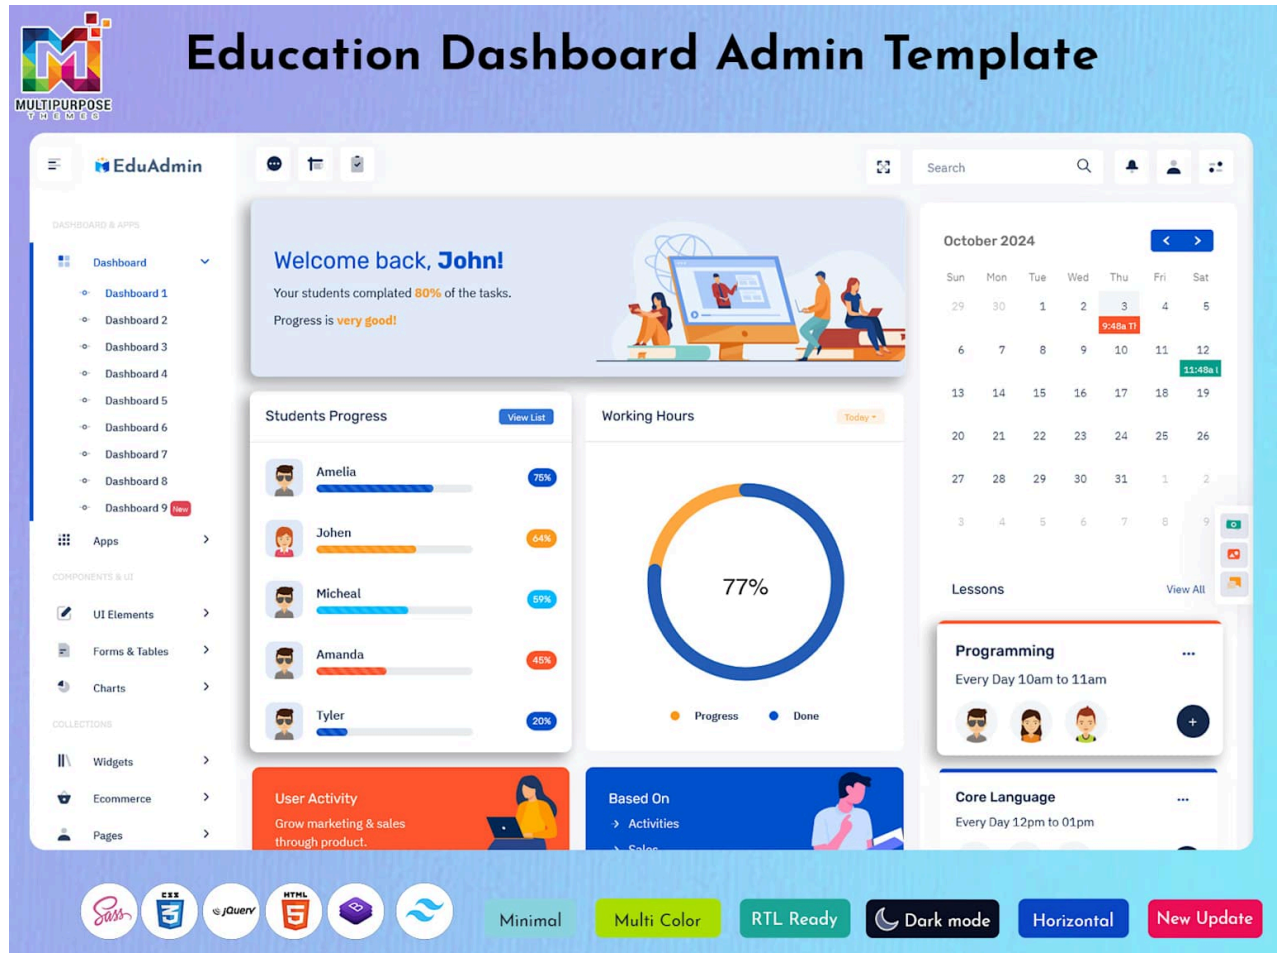 MULTIPURPOSE
THEMES
Education Dashboard Admin Template
EduAdmin
Search
DASHBOARD & APPS
Dashboard
Dashboard 1
Dashboard 2
Dashboard 3
Dashboard 4
Dashboard 5
Dashboard 6
Dashboard 7
Dashboard 8
Dashboard 9 New
Apps
COMPONENTS & UI
UI Elements
Forms & Tables
Charts
COLLECTIONS
Widgets
Ecommerce
Pages
Welcome back, John!
Your students complated 80% of the tasks.
Progress is very good!
Students Progress
View List
Amelia
75%
Johen
64%
Micheal
59%
Amanda
45%
Tyler
20%
Working Hours
Today
77%
Progress
Done
User Activity
Grow marketing & sales
through product.
Based On
Activities
Sales
October 2024
Sun Mon Tue Wed Thu Fri Sat
29 30 1 2 3 4 5
9:48a
6 7 8 9 10 11 12
11:48a
13 14 15 16 17 18 19
20 21 22 23 24 25 26
27 28 29 30 31 1 2
3 4 5 6 7 8 9
Lessons
View All
Programming
Every Day 10am to 11am
Core Language
Every Day 12pm to 01pm
Sass
CSS
3
jQuery
HTML
5
B
Minimal
Multi Color
RTL Ready
Dark mode
Horizontal
New Update